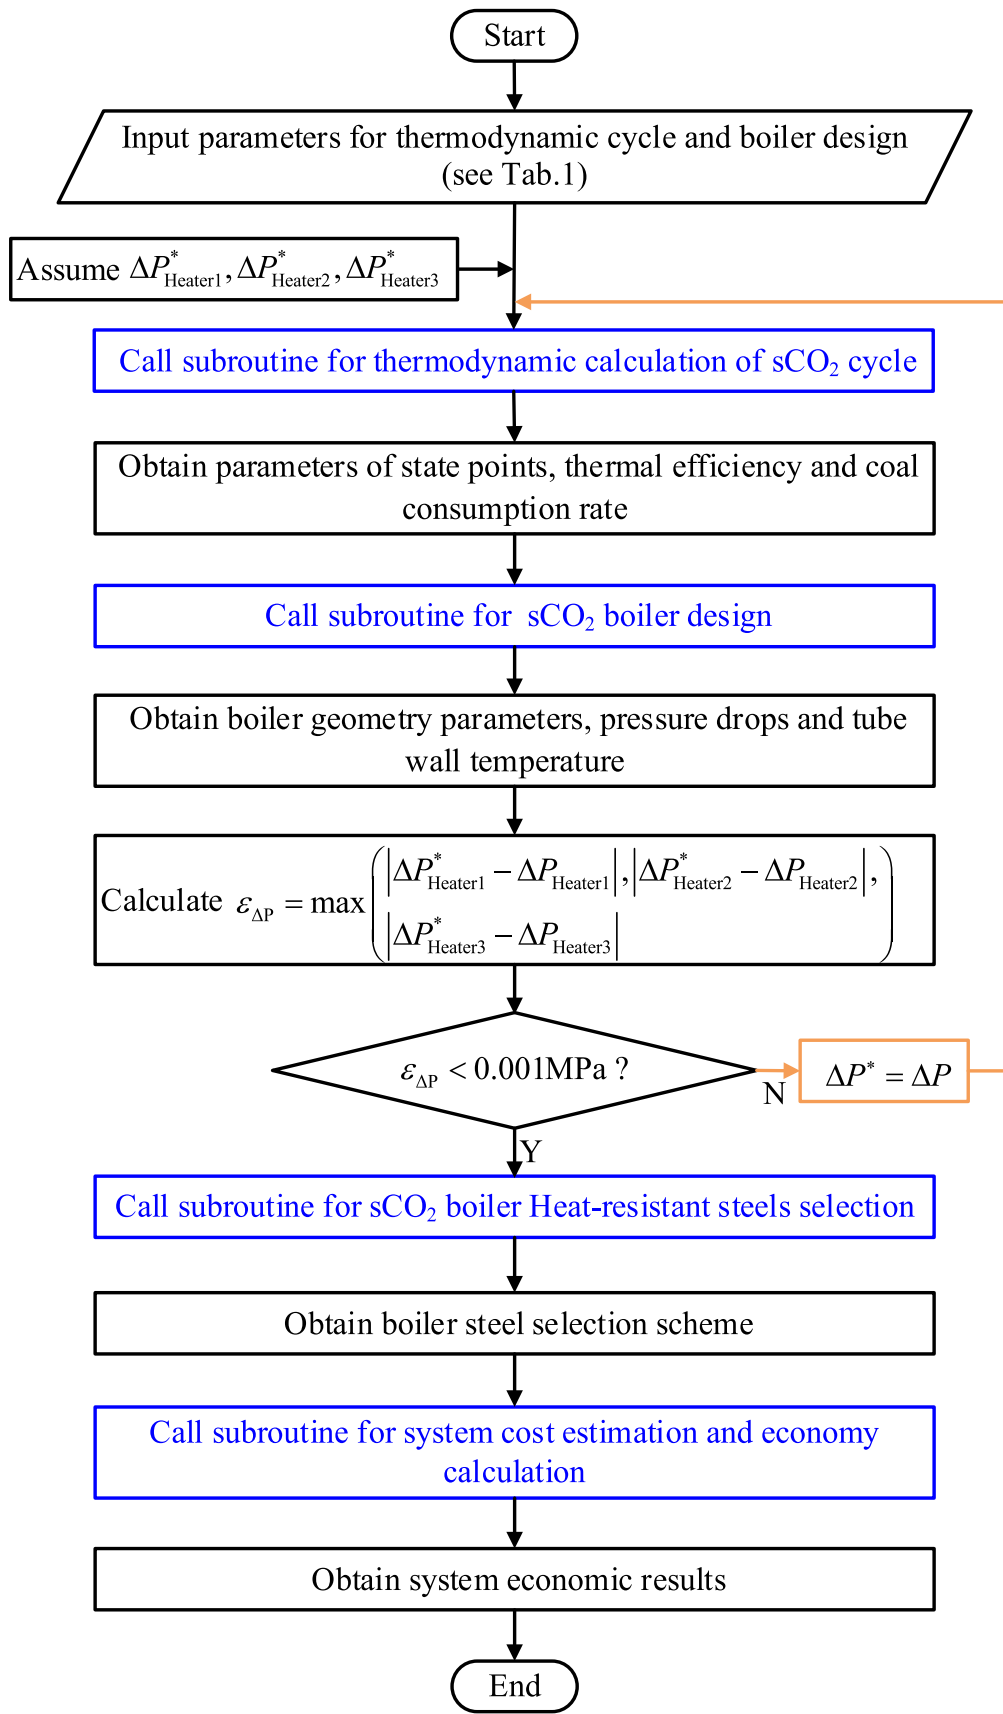 Start
Input parameters for thermodynamic cycle and boiler design
(see Tab.1)
Assume ΔP*Heater1, ΔP*Heater2, ΔP*Heater3
Call subroutine for thermodynamic calculation of sCO₂ cycle
Obtain parameters of state points, thermal efficiency and coal
consumption rate
Call subroutine for sCO₂ boiler design
Obtain boiler geometry parameters, pressure drops and tube
wall temperature
Calculate εΔP = max(|ΔP*Heater1 − ΔPHeater1|, |ΔP*Heater2 − ΔPHeater2|,
|ΔP*Heater3 − ΔPHeater3|)
εΔP < 0.001MPa ?
N
ΔP* = ΔP
Y
Call subroutine for sCO₂ boiler Heat-resistant steels selection
Obtain boiler steel selection scheme
Call subroutine for system cost estimation and economy
calculation
Obtain system economic results
End